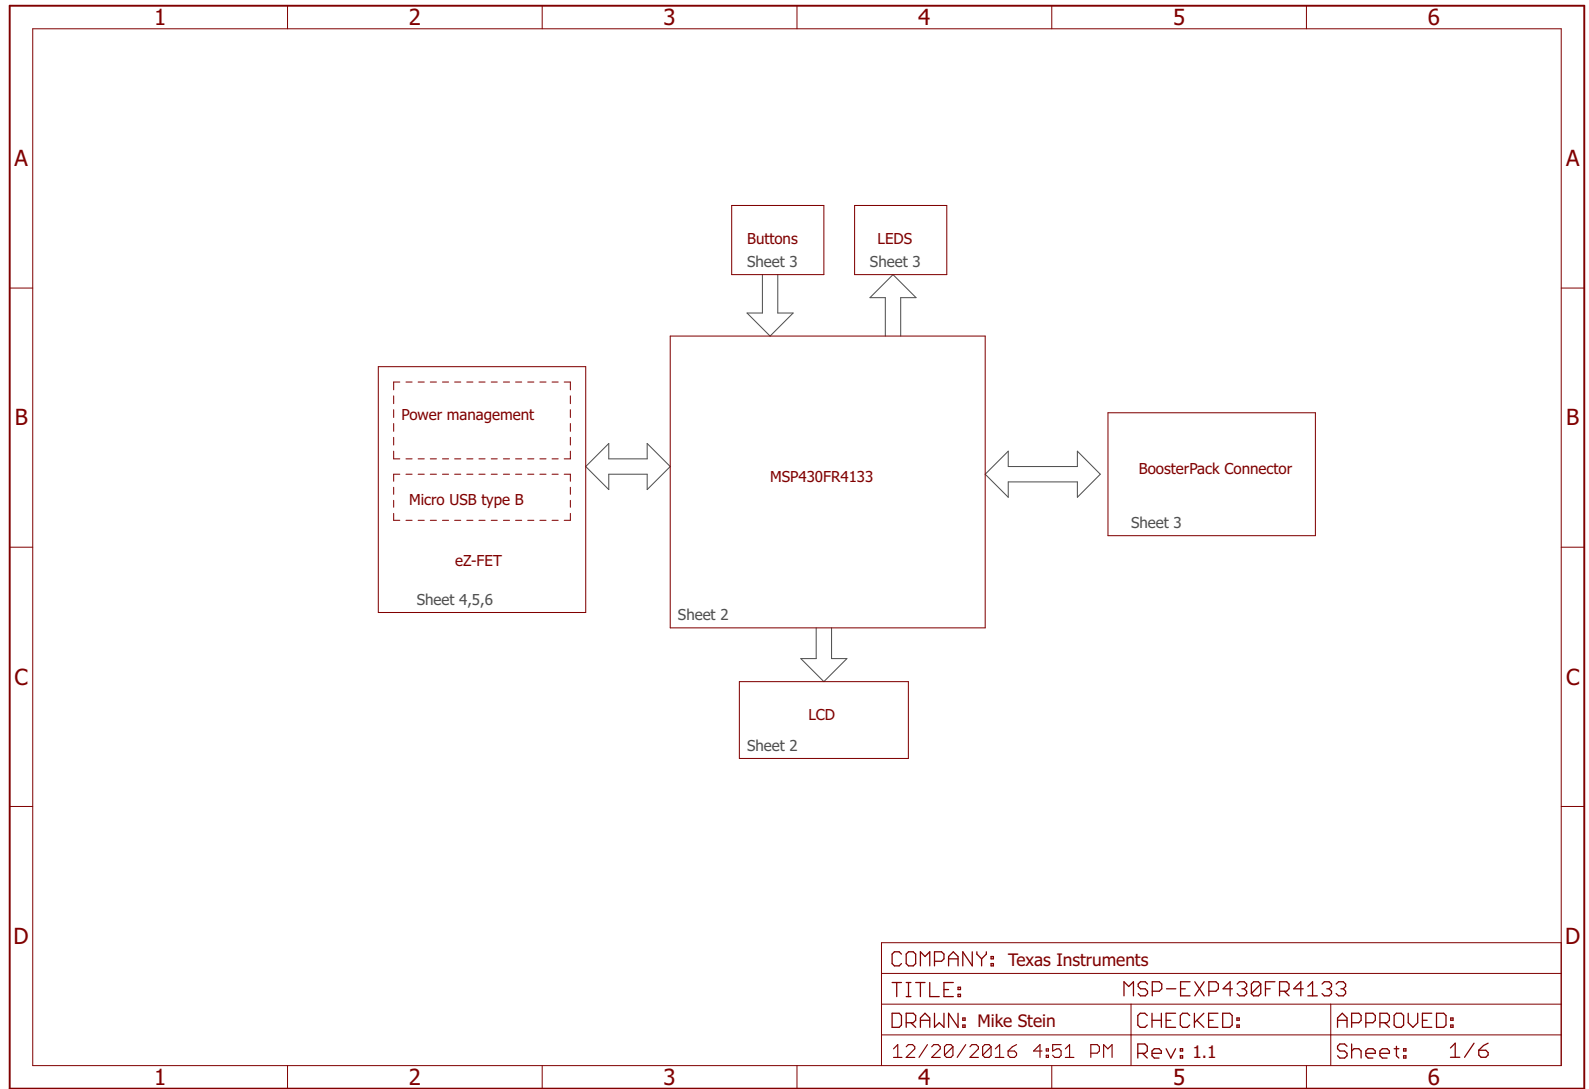 1 2 3 4 5 6
A A
Buttons
Sheet 3
LEDS
Sheet 3
B B
Power management
Micro USB type B
eZ-FET
Sheet 4,5,6
MSP430FR4133
Sheet 2
BoosterPack Connector
Sheet 3
C C
LCD
Sheet 2
D D
COMPANY: Texas Instruments
TITLE: MSP-EXP430FR4133
DRAWN: Mike Stein CHECKED: APPROVED:
12/20/2016 4:51 PM Rev: 1.1 Sheet: 1/6
1 2 3 4 5 6